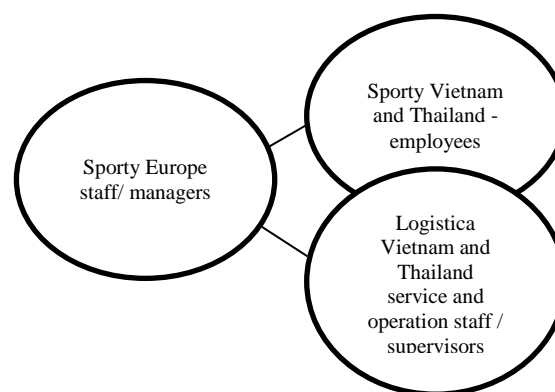 Sporty Europe
staff/ managers
Sporty Vietnam
and Thailand -
employees
Logistica
Vietnam and
Thailand
service and
operation staff /
supervisors